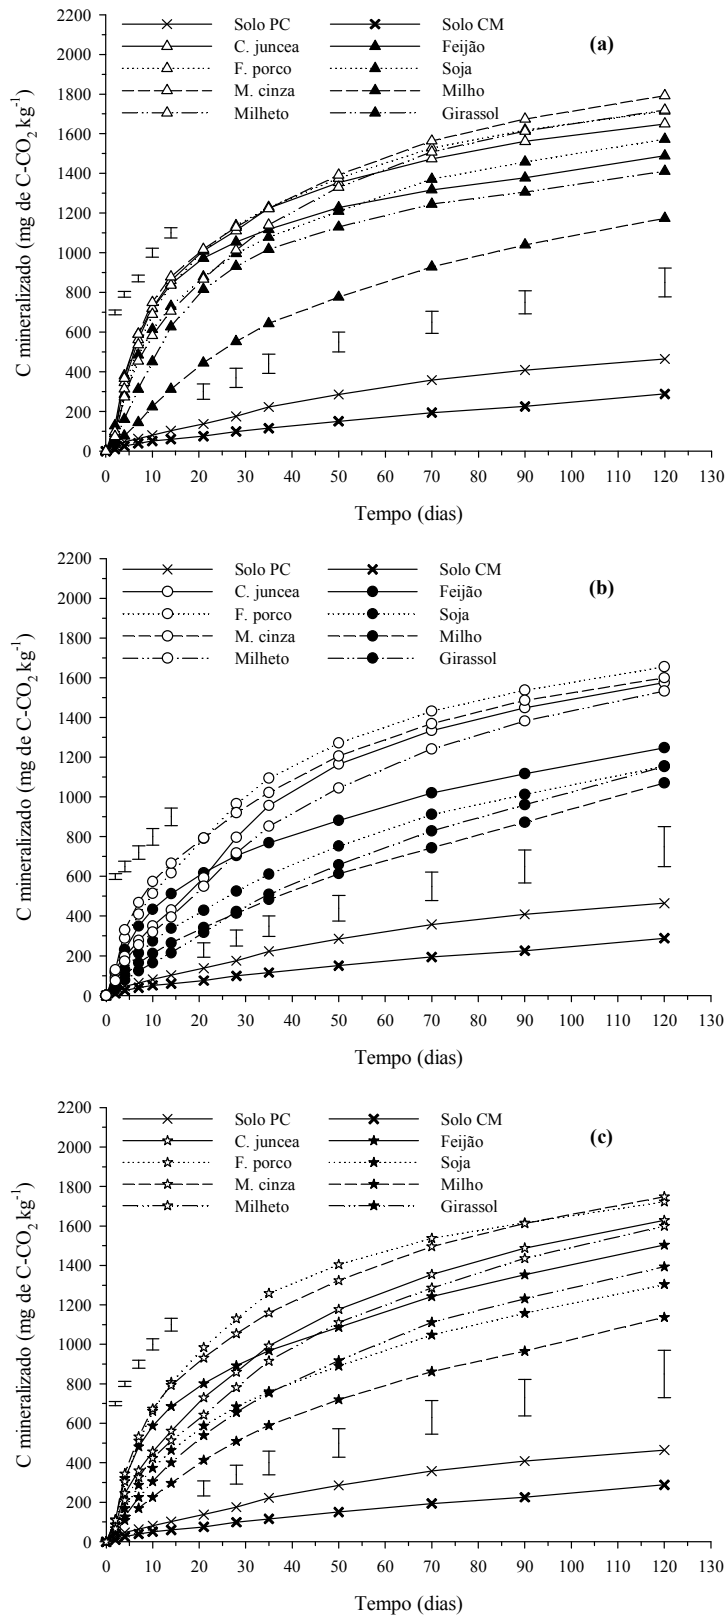 2200
2000
1800
1600
1400
1200
1000
800
600
400
200
0
C mineralizado (mg de C-CO2 kg-1)
Solo PC Solo CM
C. juncea Feijão (a)
F. porco Soja
M. cinza Milho
Milheto Girassol
0 10 20 30 40 50 60 70 80 90 100 110 120 130
Tempo (dias)
2200
2000
1800
1600
1400
1200
1000
800
600
400
200
0
C mineralizado (mg de C-CO2 kg-1)
Solo PC Solo CM
C. juncea Feijão (b)
F. porco Soja
M. cinza Milho
Milheto Girassol
0 10 20 30 40 50 60 70 80 90 100 110 120 130
Tempo (dias)
2200
2000
1800
1600
1400
1200
1000
800
600
400
200
0
C mineralizado (mg de C-CO2 kg-1)
Solo PC Solo CM
C. juncea Feijão (c)
F. porco Soja
M. cinza Milho
Milheto Girassol
0 10 20 30 40 50 60 70 80 90 100 110 120 130
Tempo (dias)